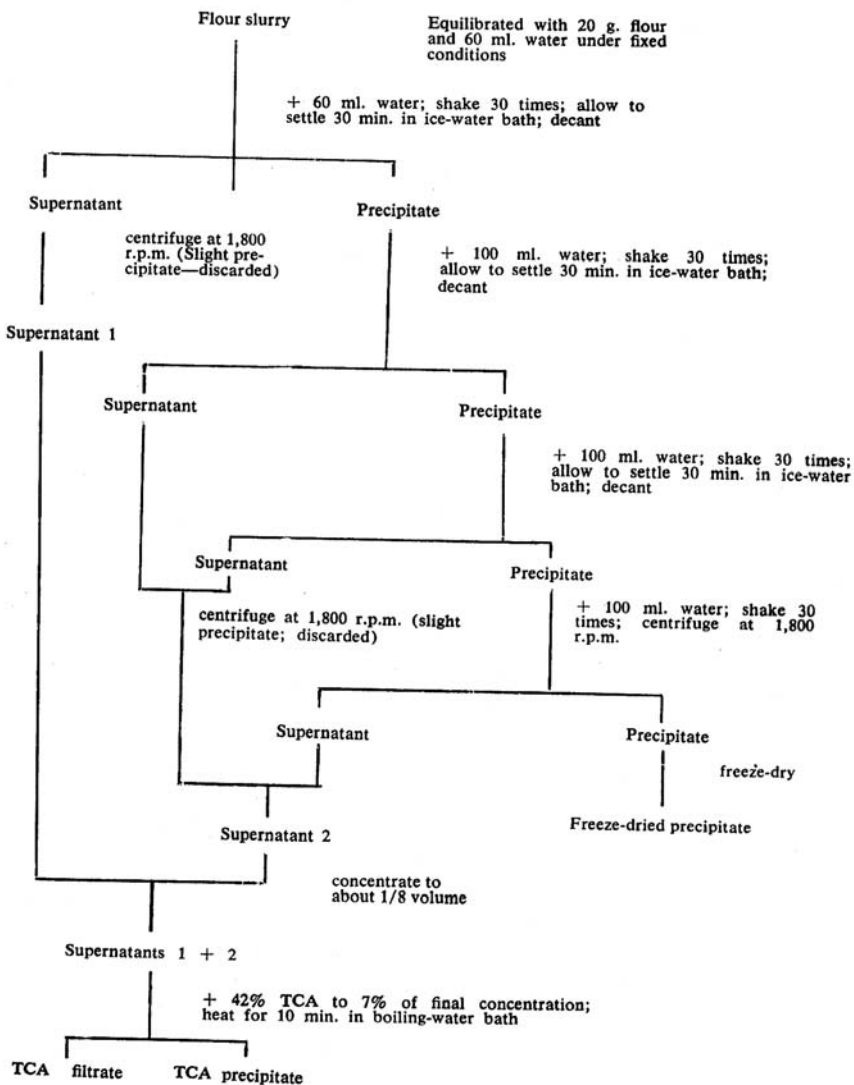 Flour slurry
Equilibrated with 20 g. flour
and 60 ml. water under fixed
conditions
+ 60 ml. water; shake 30 times; allow to
settle 30 min. in ice-water bath; decant
Supernatant
Precipitate
centrifuge at 1,800
r.p.m. (Slight pre-
cipitate—discarded)
+ 100 ml. water; shake 30 times;
allow to settle 30 min. in ice-water bath;
decant
Supernatant 1
Supernatant
Precipitate
+ 100 ml. water; shake 30 times;
allow to settle 30 min. in ice-water
bath; decant
Supernatant
Precipitate
centrifuge at 1,800 r.p.m. (slight
precipitate; discarded)
+ 100 ml. water; shake 30
times; centrifuge at 1,800
r.p.m.
Supernatant
Precipitate
freeze-dry
Freeze-dried precipitate
Supernatant 2
concentrate to
about 1/8 volume
Supernatants 1 + 2
+ 42% TCA to 7% of final concentration;
heat for 10 min. in boiling-water bath
TCA filtrate
TCA precipitate